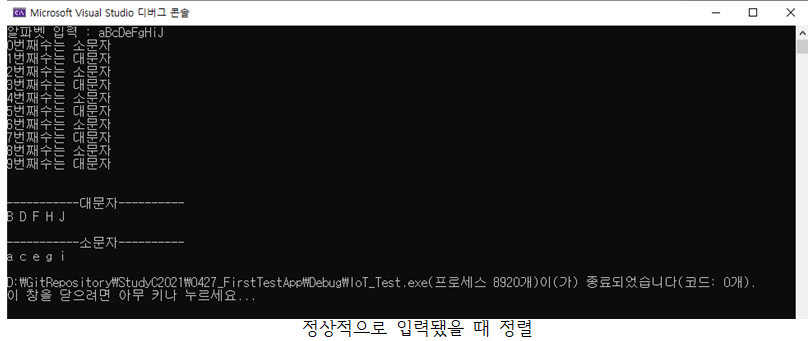 Microsoft Visual Studio 디버그 콘솔
알파벳 입력 : aBcDeFgHiJ
0번째수는 소문자
1번째수는 대문자
2번째수는 소문자
3번째수는 대문자
4번째수는 소문자
5번째수는 대문자
6번째수는 소문자
7번째수는 대문자
8번째수는 소문자
9번째수는 대문자
-----------대문자----------
B D F H J
-----------소문자----------
a c e g i
D:₩GitRepository₩StudyC2021₩0427_FirstTestApp₩Debug₩IoT_Test.exe(프로세스 8920개)이(가) 종료되었습니다(코드: 0개).
이 창을 닫으려면 아무 키나 누르세요...
정상적으로 입력됐을 때 정렬